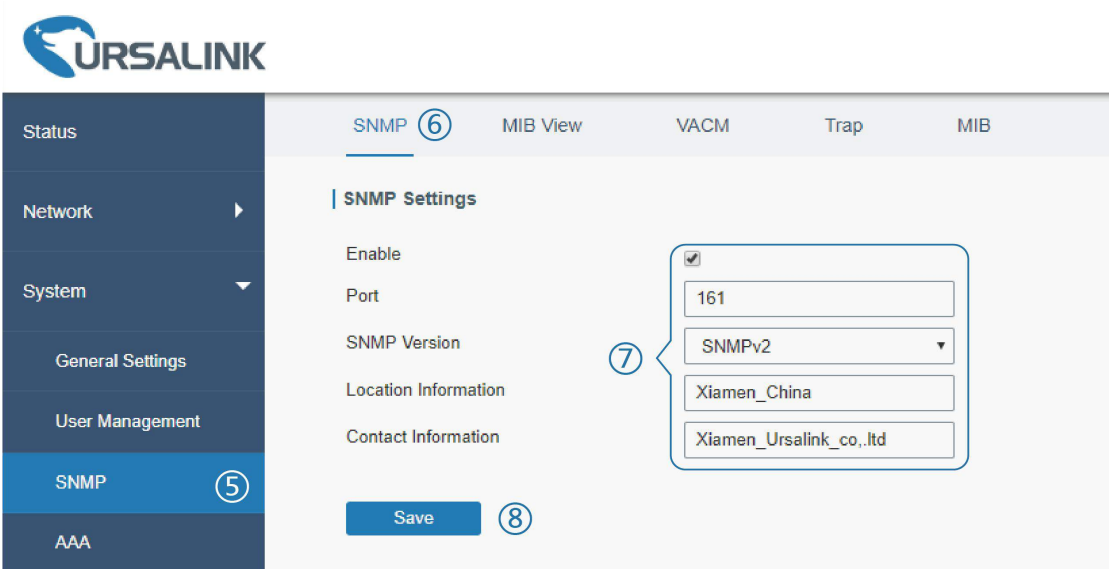 URSALINK
Status
Network
System
General Settings
User Management
SNMP ⑤
AAA
SNMP ⑥ MIB View VACM Trap MIB
SNMP Settings
Enable
Port 161
SNMP Version SNMPv2
⑦
Location Information Xiamen_China
Contact Information Xiamen_Ursalink_co,.ltd
Save ⑧